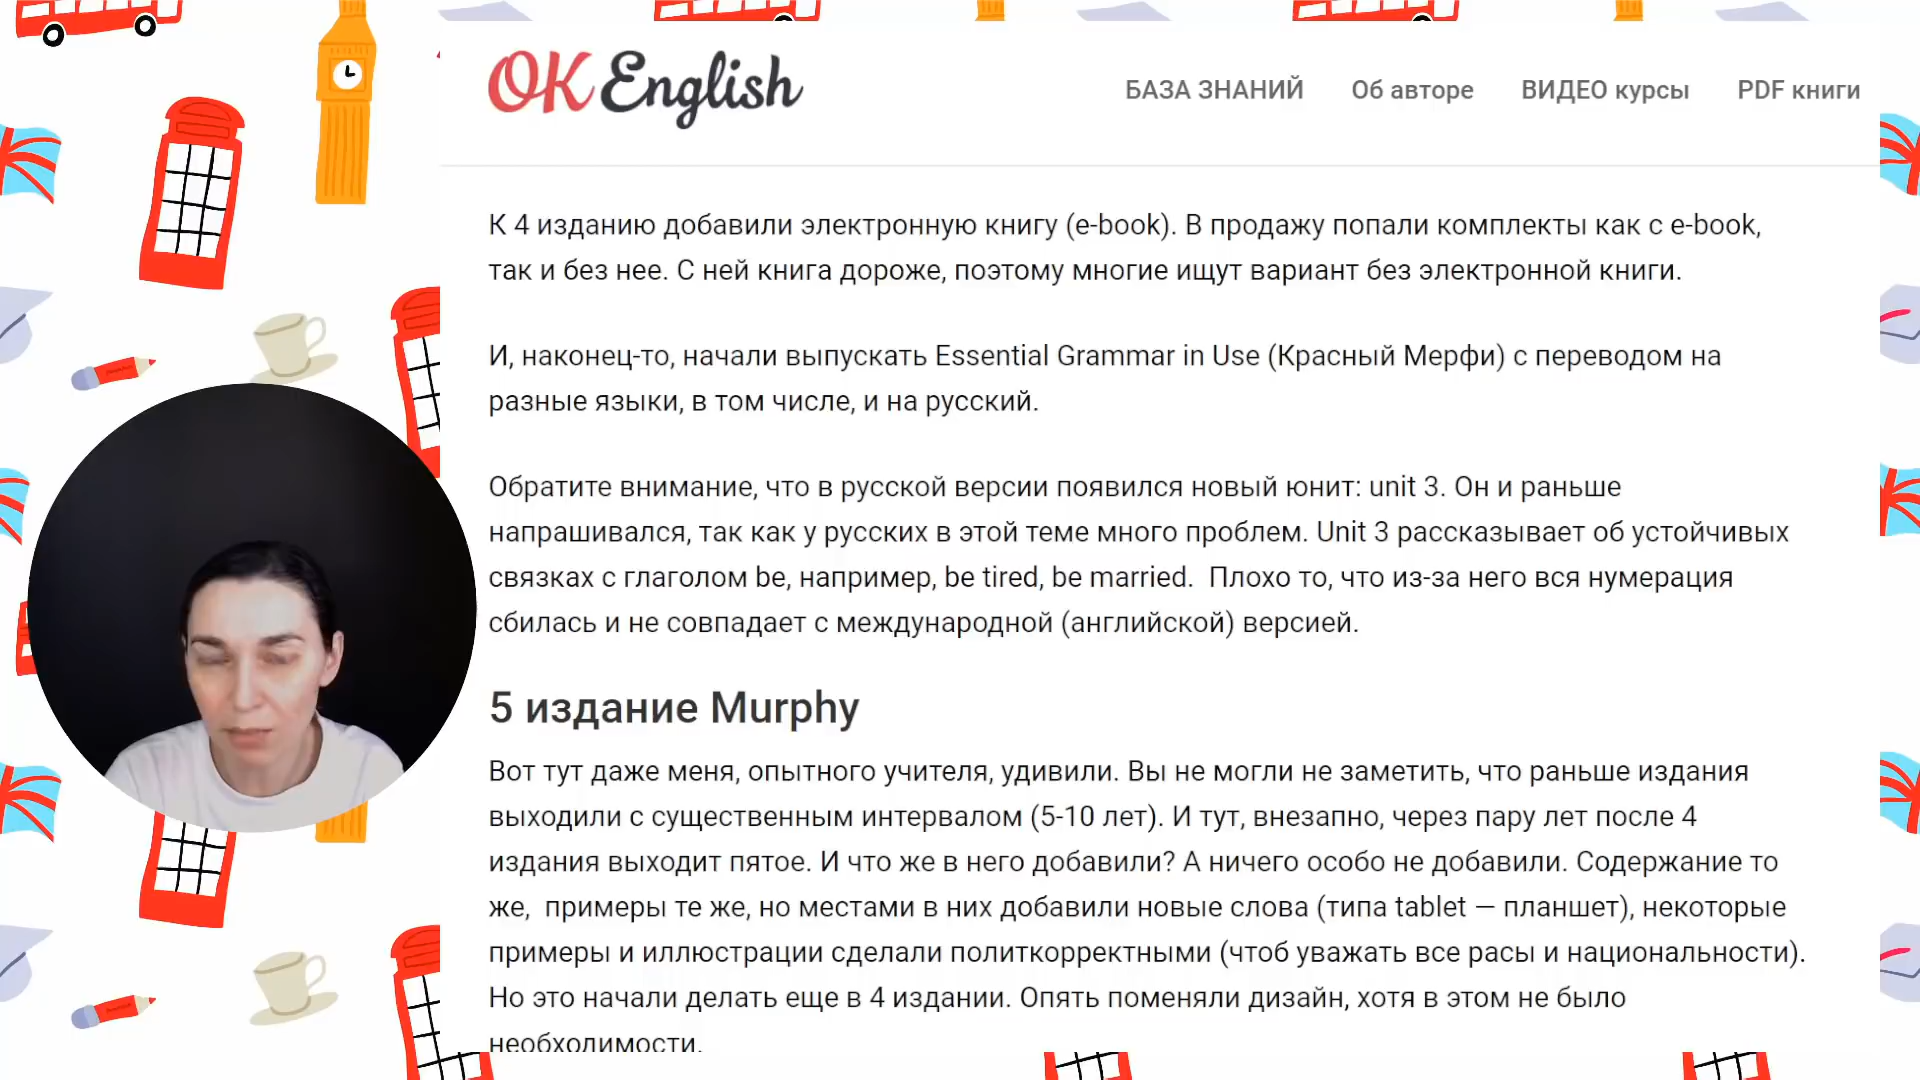 OK English
БАЗА ЗНАНИЙ Об авторе ВИДЕО курсы PDF книги
К 4 изданию добавили электронную книгу (e-book). В продажу попали комплекты как с e-book,
так и без нее. С ней книга дороже, поэтому многие ищут вариант без электронной книги.
И, наконец-то, начали выпускать Essential Grammar in Use (Красный Мерфи) с переводом на
разные языки, в том числе, и на русский.
Обратите внимание, что в русской версии появился новый юнит: unit 3. Он и раньше
напрашивался, так как у русских в этой теме много проблем. Unit 3 рассказывает об устойчивых
связках с глаголом be, например, be tired, be married. Плохо то, что из-за него вся нумерация
сбилась и не совпадает с международной (английской) версией.
5 издание Murphy
Вот тут даже меня, опытного учителя, удивили. Вы не могли не заметить, что раньше издания
выходили с существенным интервалом (5-10 лет). И тут, внезапно, через пару лет после 4
издания выходит пятое. И что же в него добавили? А ничего особо не добавили. Содержание то
же, примеры те же, но местами в них добавили новые слова (типа tablet — планшет), некоторые
примеры и иллюстрации сделали политкорректными (чтоб уважать все расы и национальности).
Но это начали делать еще в 4 издании. Опять поменяли дизайн, хотя в этом не было
необходимости.